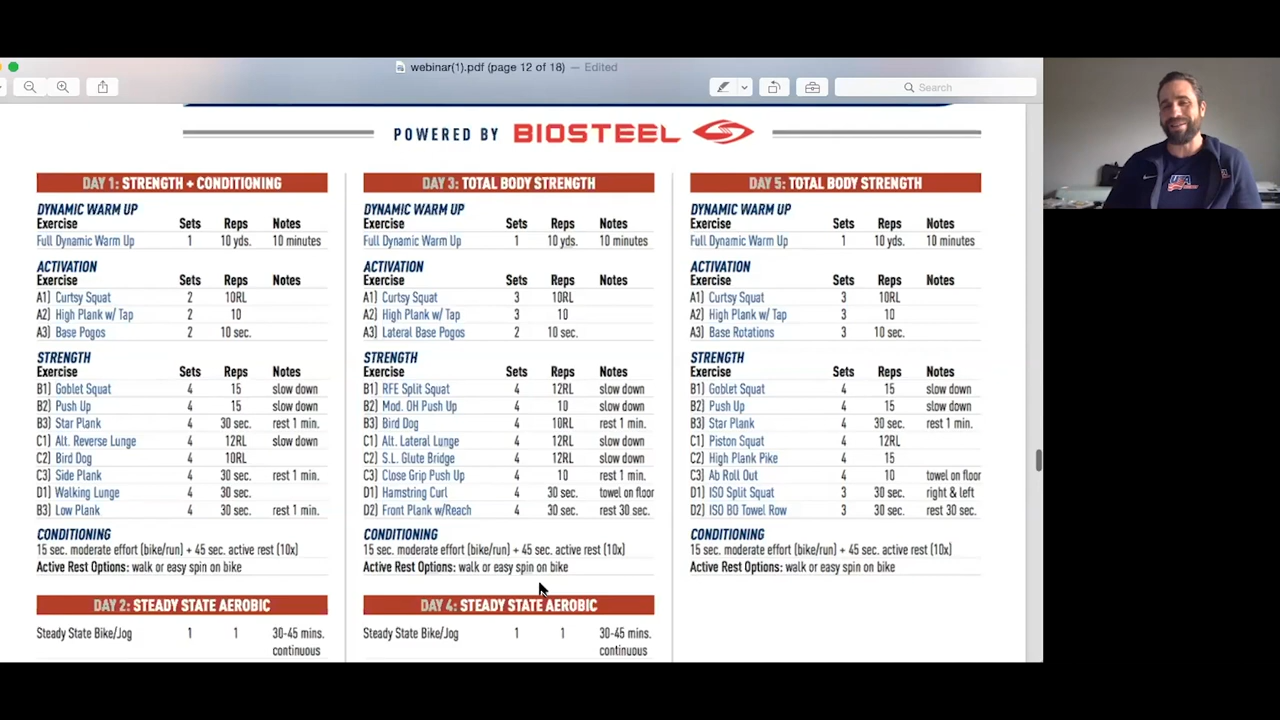 webinar(1).pdf (page 12 of 18) — Edited
Search
POWERED BY BIOSTEEL
DAY 1: STRENGTH + CONDITIONING
DYNAMIC WARM UP
Exercise Sets Reps Notes
Full Dynamic Warm Up 1 10 yds. 10 minutes
ACTIVATION
Exercise Sets Reps Notes
A1) Curtsy Squat 2 10RL
A2) High Plank w/ Tap 2 10
A3) Base Pogos 2 10 sec.
STRENGTH
Exercise Sets Reps Notes
B1) Goblet Squat 4 15 slow down
B2) Push Up 4 15 slow down
B3) Star Plank 4 30 sec. rest 1 min.
C1) Alt. Reverse Lunge 4 12RL slow down
C2) Bird Dog 4 10RL
C3) Side Plank 4 30 sec. rest 1 min.
D1) Walking Lunge 4 30 sec.
B3) Low Plank 4 30 sec. rest 1 min.
CONDITIONING
15 sec. moderate effort (bike/run) + 45 sec. active rest (10x)
Active Rest Options: walk or easy spin on bike
DAY 2: STEADY STATE AEROBIC
Steady State Bike/Jog 1 1 30-45 mins.
continuous
DAY 3: TOTAL BODY STRENGTH
DYNAMIC WARM UP
Exercise Sets Reps Notes
Full Dynamic Warm Up 1 10 yds. 10 minutes
ACTIVATION
Exercise Sets Reps Notes
A1) Curtsy Squat 3 10RL
A2) High Plank w/ Tap 3 10
A3) Lateral Base Pogos 2 10 sec.
STRENGTH
Exercise Sets Reps Notes
B1) RFE Split Squat 4 12RL slow down
B2) Mod. OH Push Up 4 10 slow down
B3) Bird Dog 4 10RL rest 1 min.
C1) Alt. Lateral Lunge 4 12RL slow down
C2) S.L. Glute Bridge 4 12RL slow down
C3) Close Grip Push Up 4 10 rest 1 min.
D1) Hamstring Curl 4 30 sec. towel on floor
D2) Front Plank w/Reach 4 30 sec. rest 30 sec.
CONDITIONING
15 sec. moderate effort (bike/run) + 45 sec. active rest (10x)
Active Rest Options: walk or easy spin on bike
DAY 4: STEADY STATE AEROBIC
Steady State Bike/Jog 1 1 30-45 mins.
continuous
DAY 5: TOTAL BODY STRENGTH
DYNAMIC WARM UP
Exercise Sets Reps Notes
Full Dynamic Warm Up 1 10 yds. 10 minutes
ACTIVATION
Exercise Sets Reps Notes
A1) Curtsy Squat 3 10RL
A2) High Plank w/ Tap 3 10
A3) Base Rotations 3 10 sec.
STRENGTH
Exercise Sets Reps Notes
B1) Goblet Squat 4 15 slow down
B2) Push Up 4 15 slow down
B3) Star Plank 4 30 sec. rest 1 min.
C1) Piston Squat 4 12RL
C2) High Plank Pike 4 15
C3) Ab Roll Out 4 10 towel on floor
D1) ISO Split Squat 3 30 sec. right & left
D2) ISO BO Towel Row 3 30 sec. rest 30 sec.
CONDITIONING
15 sec. moderate effort (bike/run) + 45 sec. active rest (10x)
Active Rest Options: walk or easy spin on bike
USA